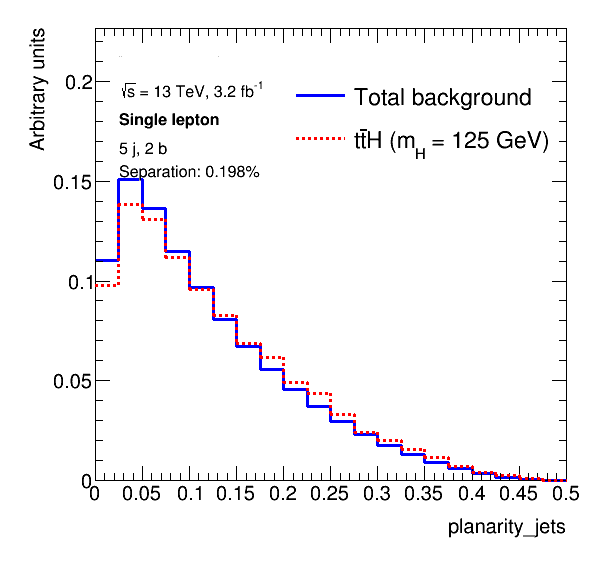 Arbitrary units
0.2
0.15
0.1
0.05
0
√s = 13 TeV, 3.2 fb⁻¹
Single lepton
5 j, 2 b
Separation: 0.198%
Total background
tt̄H (m_H = 125 GeV)
0 0.05 0.1 0.15 0.2 0.25 0.3 0.35 0.4 0.45 0.5
planarity_jets